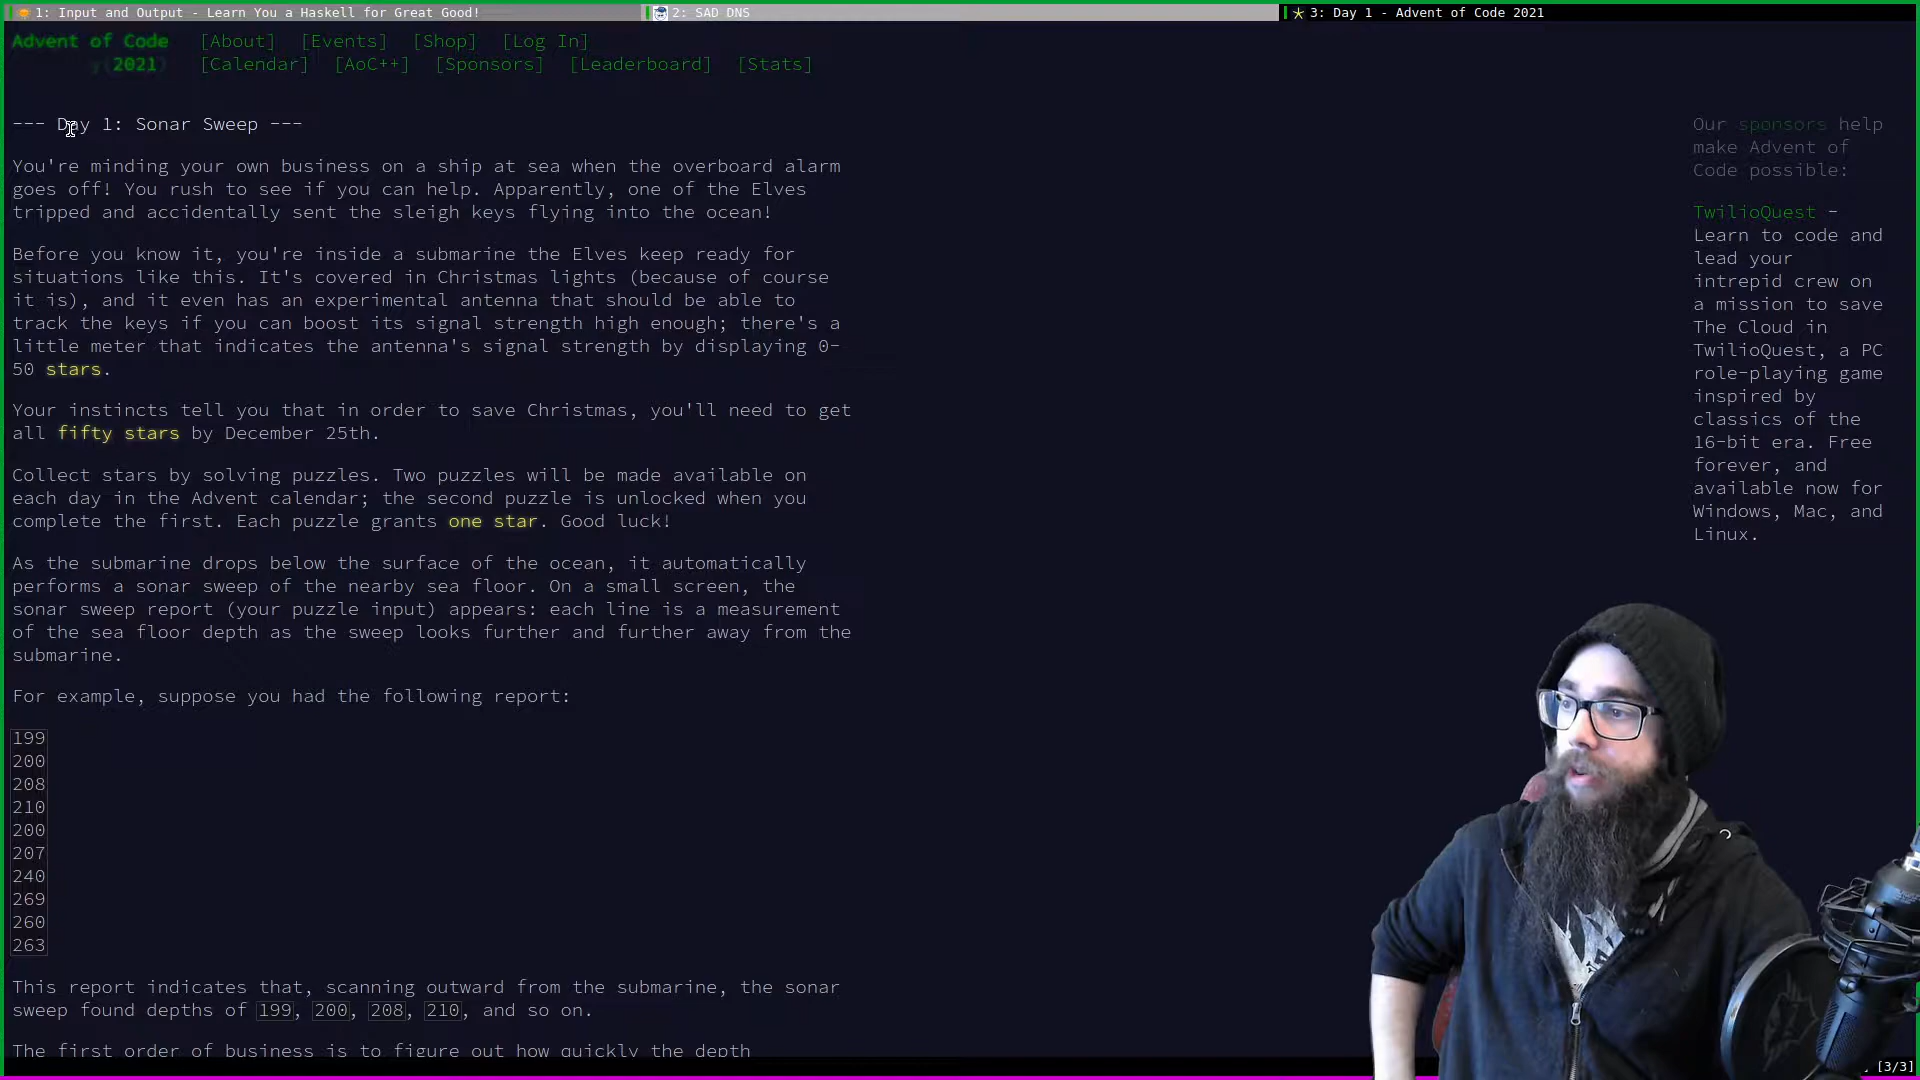 1: Input and Output - Learn You a Haskell for Great Good!
2: SAD DNS
3: Day 1 - Advent of Code 2021
Advent of Code [About] [Events] [Shop] [Log In]
y(2021) [Calendar] [AoC++] [Sponsors] [Leaderboard] [Stats]
--- Day 1: Sonar Sweep ---
You're minding your own business on a ship at sea when the overboard alarm
goes off! You rush to see if you can help. Apparently, one of the Elves
tripped and accidentally sent the sleigh keys flying into the ocean!
Before you know it, you're inside a submarine the Elves keep ready for
situations like this. It's covered in Christmas lights (because of course
it is), and it even has an experimental antenna that should be able to
track the keys if you can boost its signal strength high enough; there's a
little meter that indicates the antenna's signal strength by displaying 0-
50 stars.
Your instincts tell you that in order to save Christmas, you'll need to get
all fifty stars by December 25th.
Collect stars by solving puzzles. Two puzzles will be made available on
each day in the Advent calendar; the second puzzle is unlocked when you
complete the first. Each puzzle grants one star. Good luck!
As the submarine drops below the surface of the ocean, it automatically
performs a sonar sweep of the nearby sea floor. On a small screen, the
sonar sweep report (your puzzle input) appears: each line is a measurement
of the sea floor depth as the sweep looks further and further away from the
submarine.
For example, suppose you had the following report:
199
200
208
210
200
207
240
269
260
263
This report indicates that, scanning outward from the submarine, the sonar
sweep found depths of 199, 200, 208, 210, and so on.
The first order of business is to figure out how quickly the depth
Our sponsors help
make Advent of
Code possible:
TwilioQuest -
Learn to code and
lead your
intrepid crew on
a mission to save
The Cloud in
TwilioQuest, a PC
role-playing game
inspired by
classics of the
16-bit era. Free
forever, and
available now for
Windows, Mac, and
Linux.
[3/3]